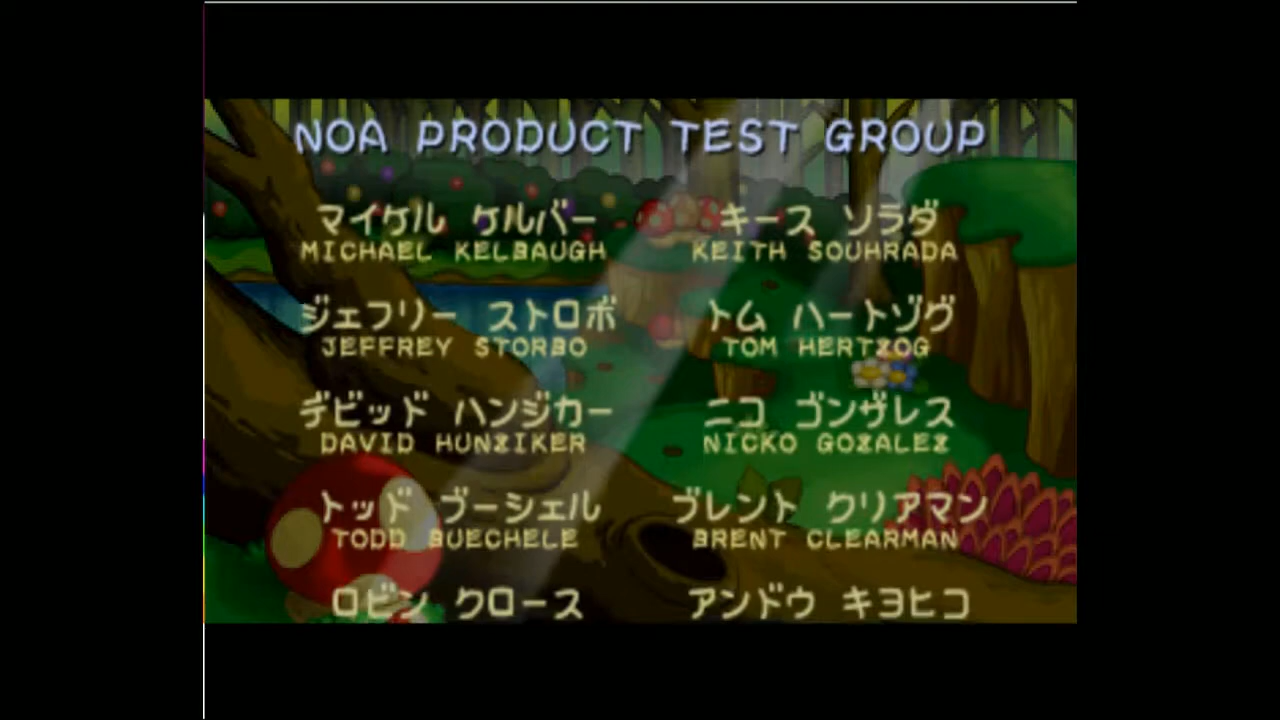 NOA PRODUCT TEST GROUP
マイケル ケルバー キース ソラダ
MICHAEL KELBAUGH KEITH SOUHRADA
ジェフリー ストロボ トム ハートゾグ
JEFFREY STORBO TOM HERTZOG
デビッド ハンジカー ニコ ゴンザレス
DAVID HUNZIKER NICKO GOZALEZ
トッド ブーシェル ブレント クリアマン
TODD BUECHELE BRENT CLEARMAN
ロビン クロース アンドウ キヨヒコ